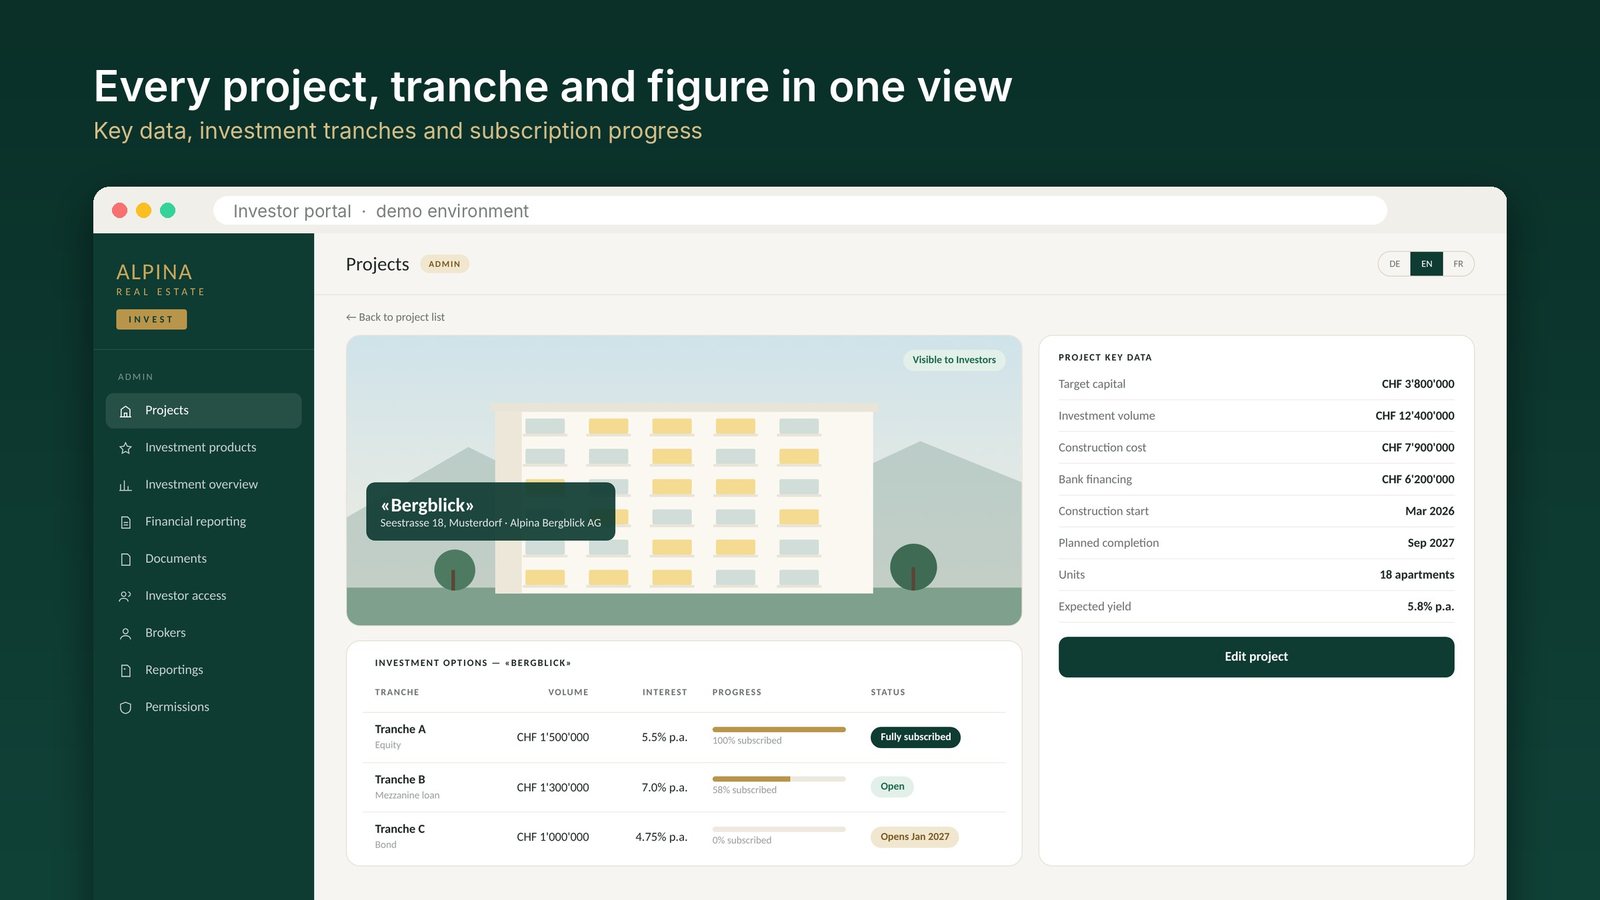 Every project, tranche and figure in one view
Key data, investment tranches and subscription progress
Investor portal · demo environment
ALPINA
REAL ESTATE
INVEST
ADMIN
Projects
Investment products
Investment overview
Financial reporting
Documents
Investor access
Brokers
Reportings
Permissions
Projects ADMIN
DE EN FR
← Back to project list
Visible to Investors
«Bergblick»
Seestrasse 18, Musterdorf · Alpina Bergblick AG
INVESTMENT OPTIONS — «BERGBLICK»
TRANCHE VOLUME INTEREST PROGRESS STATUS
Tranche A
Equity
CHF 1'500'000 5.5% p.a.
100% subscribed
Fully subscribed
Tranche B
Mezzanine loan
CHF 1'300'000 7.0% p.a.
58% subscribed
Open
Tranche C
Bond
CHF 1'000'000 4.75% p.a.
0% subscribed
Opens Jan 2027
PROJECT KEY DATA
Target capital CHF 3'800'000
Investment volume CHF 12'400'000
Construction cost CHF 7'900'000
Bank financing CHF 6'200'000
Construction start Mar 2026
Planned completion Sep 2027
Units 18 apartments
Expected yield 5.8% p.a.
Edit project